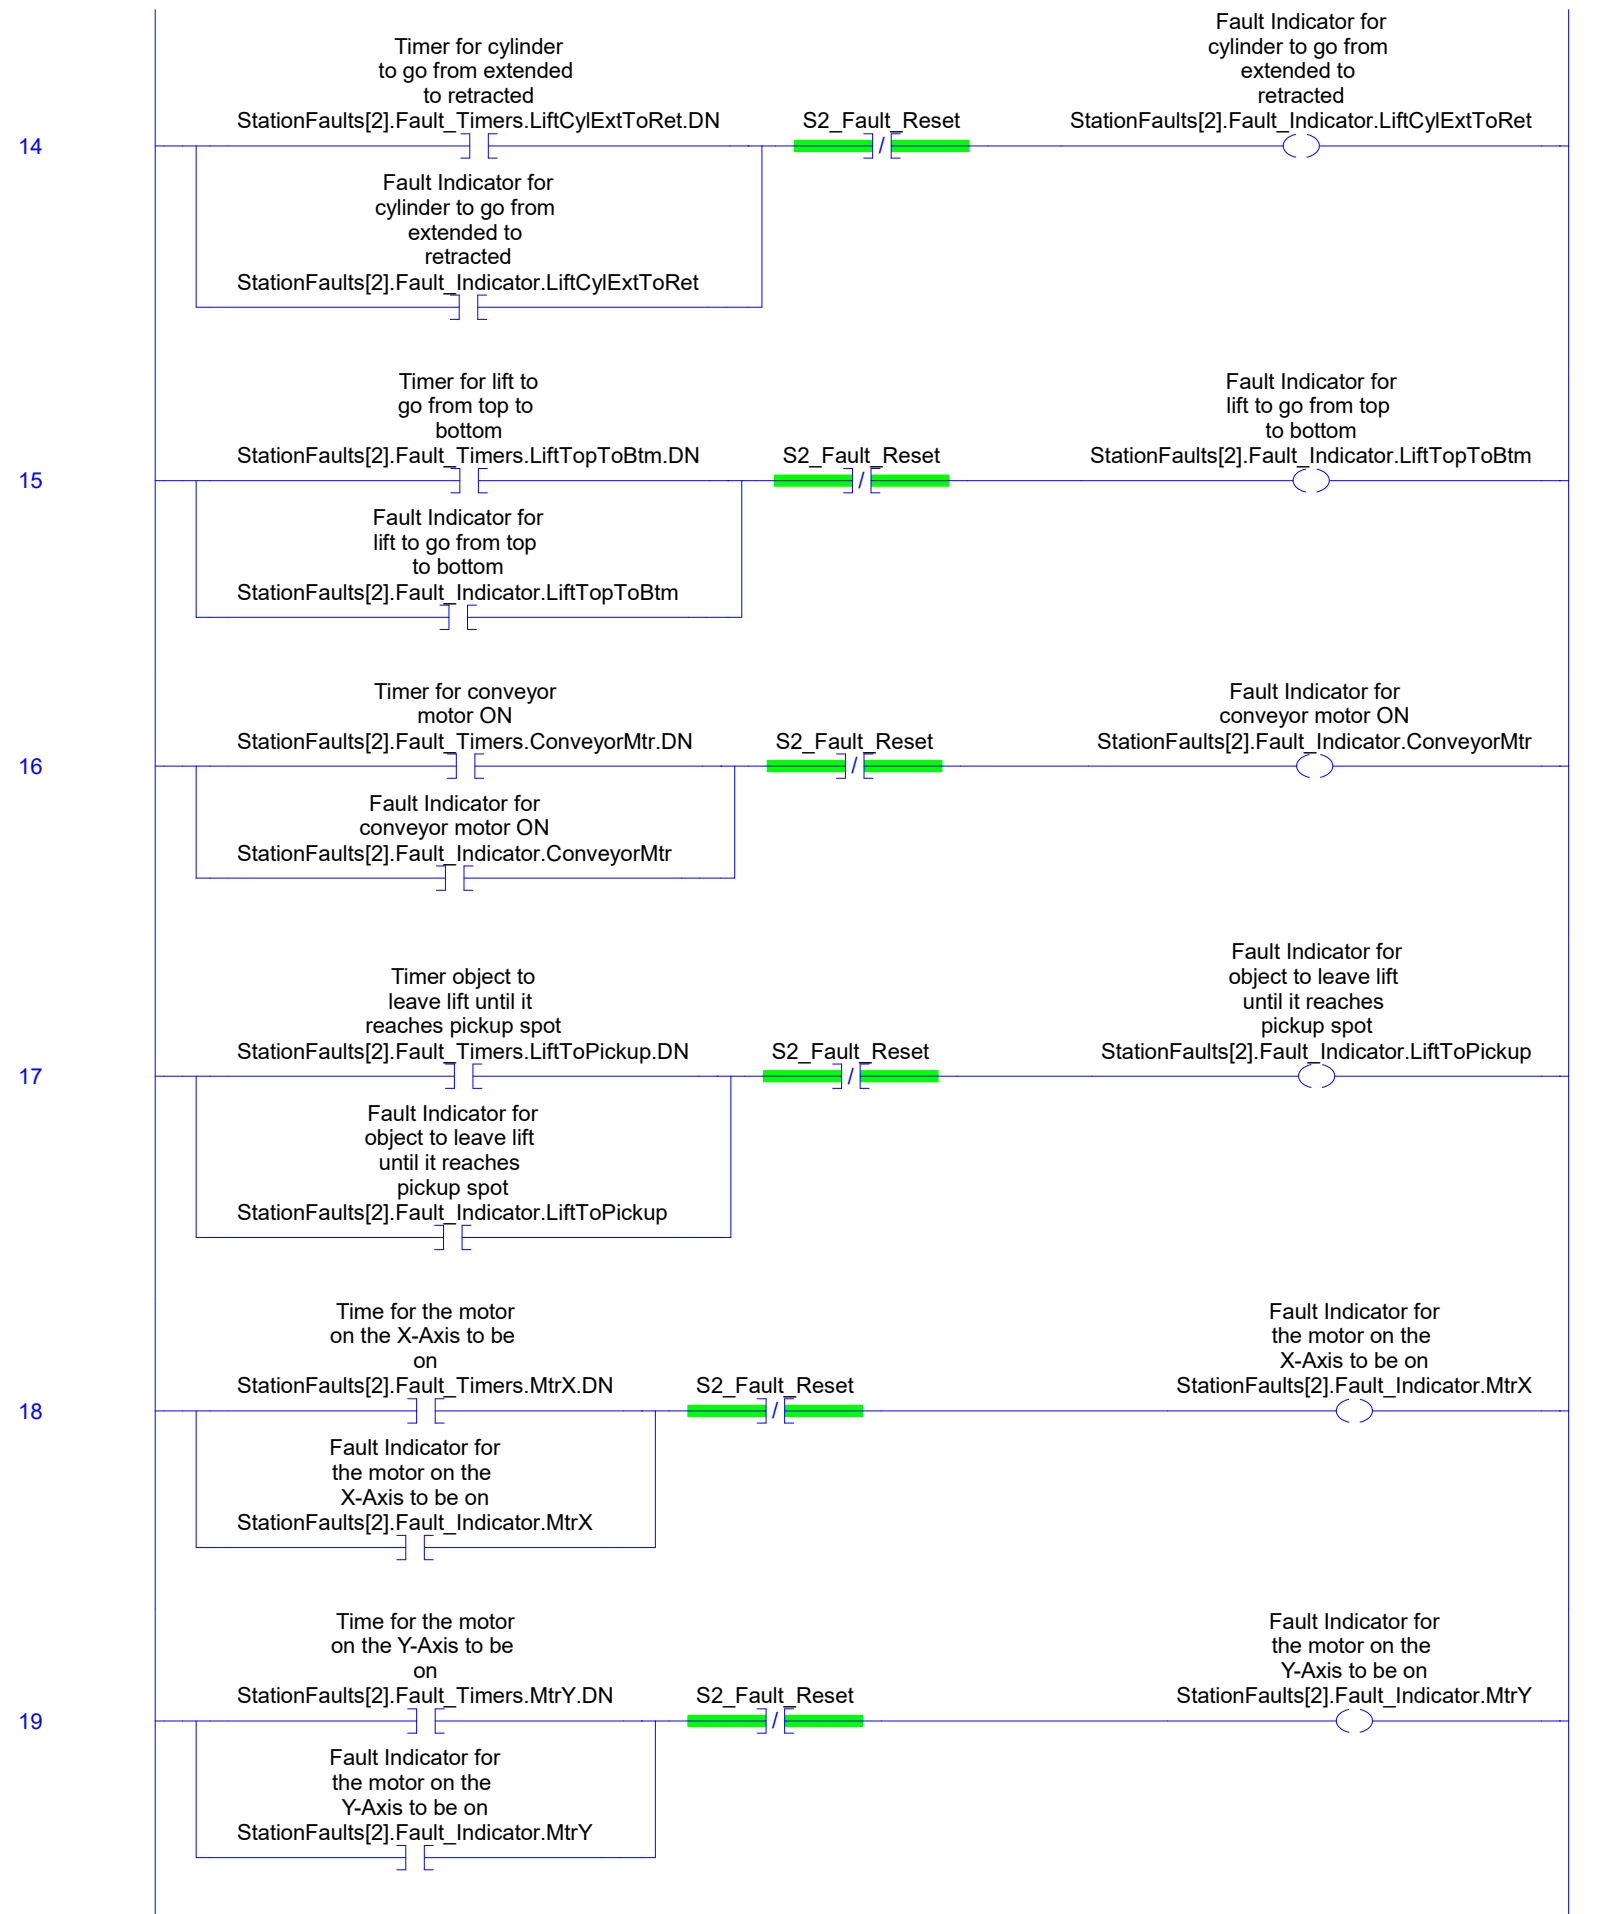 14
Timer for cylinder
to go from extended
to retracted
StationFaults[2].Fault_Timers.LiftCylExtToRet.DN
S2_Fault_Reset
/
Fault Indicator for
cylinder to go from
extended to
retracted
StationFaults[2].Fault_Indicator.LiftCylExtToRet
Fault Indicator for
cylinder to go from
extended to
retracted
StationFaults[2].Fault_Indicator.LiftCylExtToRet
15
Timer for lift to
go from top to
bottom
StationFaults[2].Fault_Timers.LiftTopToBtm.DN
S2_Fault_Reset
/
Fault Indicator for
lift to go from top
to bottom
StationFaults[2].Fault_Indicator.LiftTopToBtm
Fault Indicator for
lift to go from top
to bottom
StationFaults[2].Fault_Indicator.LiftTopToBtm
16
Timer for conveyor
motor ON
StationFaults[2].Fault_Timers.ConveyorMtr.DN
S2_Fault_Reset
/
Fault Indicator for
conveyor motor ON
StationFaults[2].Fault_Indicator.ConveyorMtr
Fault Indicator for
conveyor motor ON
StationFaults[2].Fault_Indicator.ConveyorMtr
17
Timer object to
leave lift until it
reaches pickup spot
StationFaults[2].Fault_Timers.LiftToPickup.DN
S2_Fault_Reset
/
Fault Indicator for
object to leave lift
until it reaches
pickup spot
StationFaults[2].Fault_Indicator.LiftToPickup
Fault Indicator for
object to leave lift
until it reaches
pickup spot
StationFaults[2].Fault_Indicator.LiftToPickup
18
Time for the motor
on the X-Axis to be
on
StationFaults[2].Fault_Timers.MtrX.DN
S2_Fault_Reset
/
Fault Indicator for
the motor on the
X-Axis to be on
StationFaults[2].Fault_Indicator.MtrX
Fault Indicator for
the motor on the
X-Axis to be on
StationFaults[2].Fault_Indicator.MtrX
19
Time for the motor
on the Y-Axis to be
on
StationFaults[2].Fault_Timers.MtrY.DN
S2_Fault_Reset
/
Fault Indicator for
the motor on the
Y-Axis to be on
StationFaults[2].Fault_Indicator.MtrY
Fault Indicator for
the motor on the
Y-Axis to be on
StationFaults[2].Fault_Indicator.MtrY